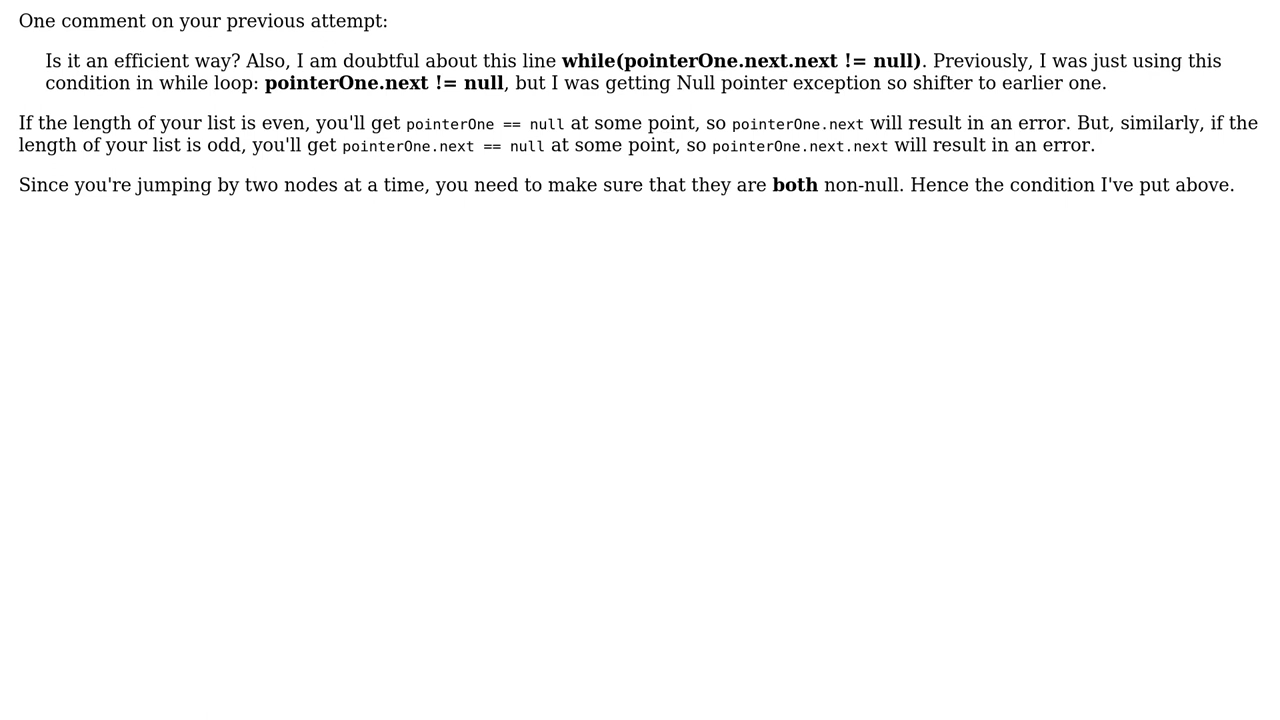 One comment on your previous attempt:
Is it an efficient way? Also, I am doubtful about this line while(pointerOne.next.next != null). Previously, I was just using this
condition in while loop: pointerOne.next != null, but I was getting Null pointer exception so shifter to earlier one.
If the length of your list is even, you'll get pointerOne == null at some point, so pointerOne.next will result in an error. But, similarly, if the
length of your list is odd, you'll get pointerOne.next == null at some point, so pointerOne.next.next will result in an error.
Since you're jumping by two nodes at a time, you need to make sure that they are both non-null. Hence the condition I've put above.